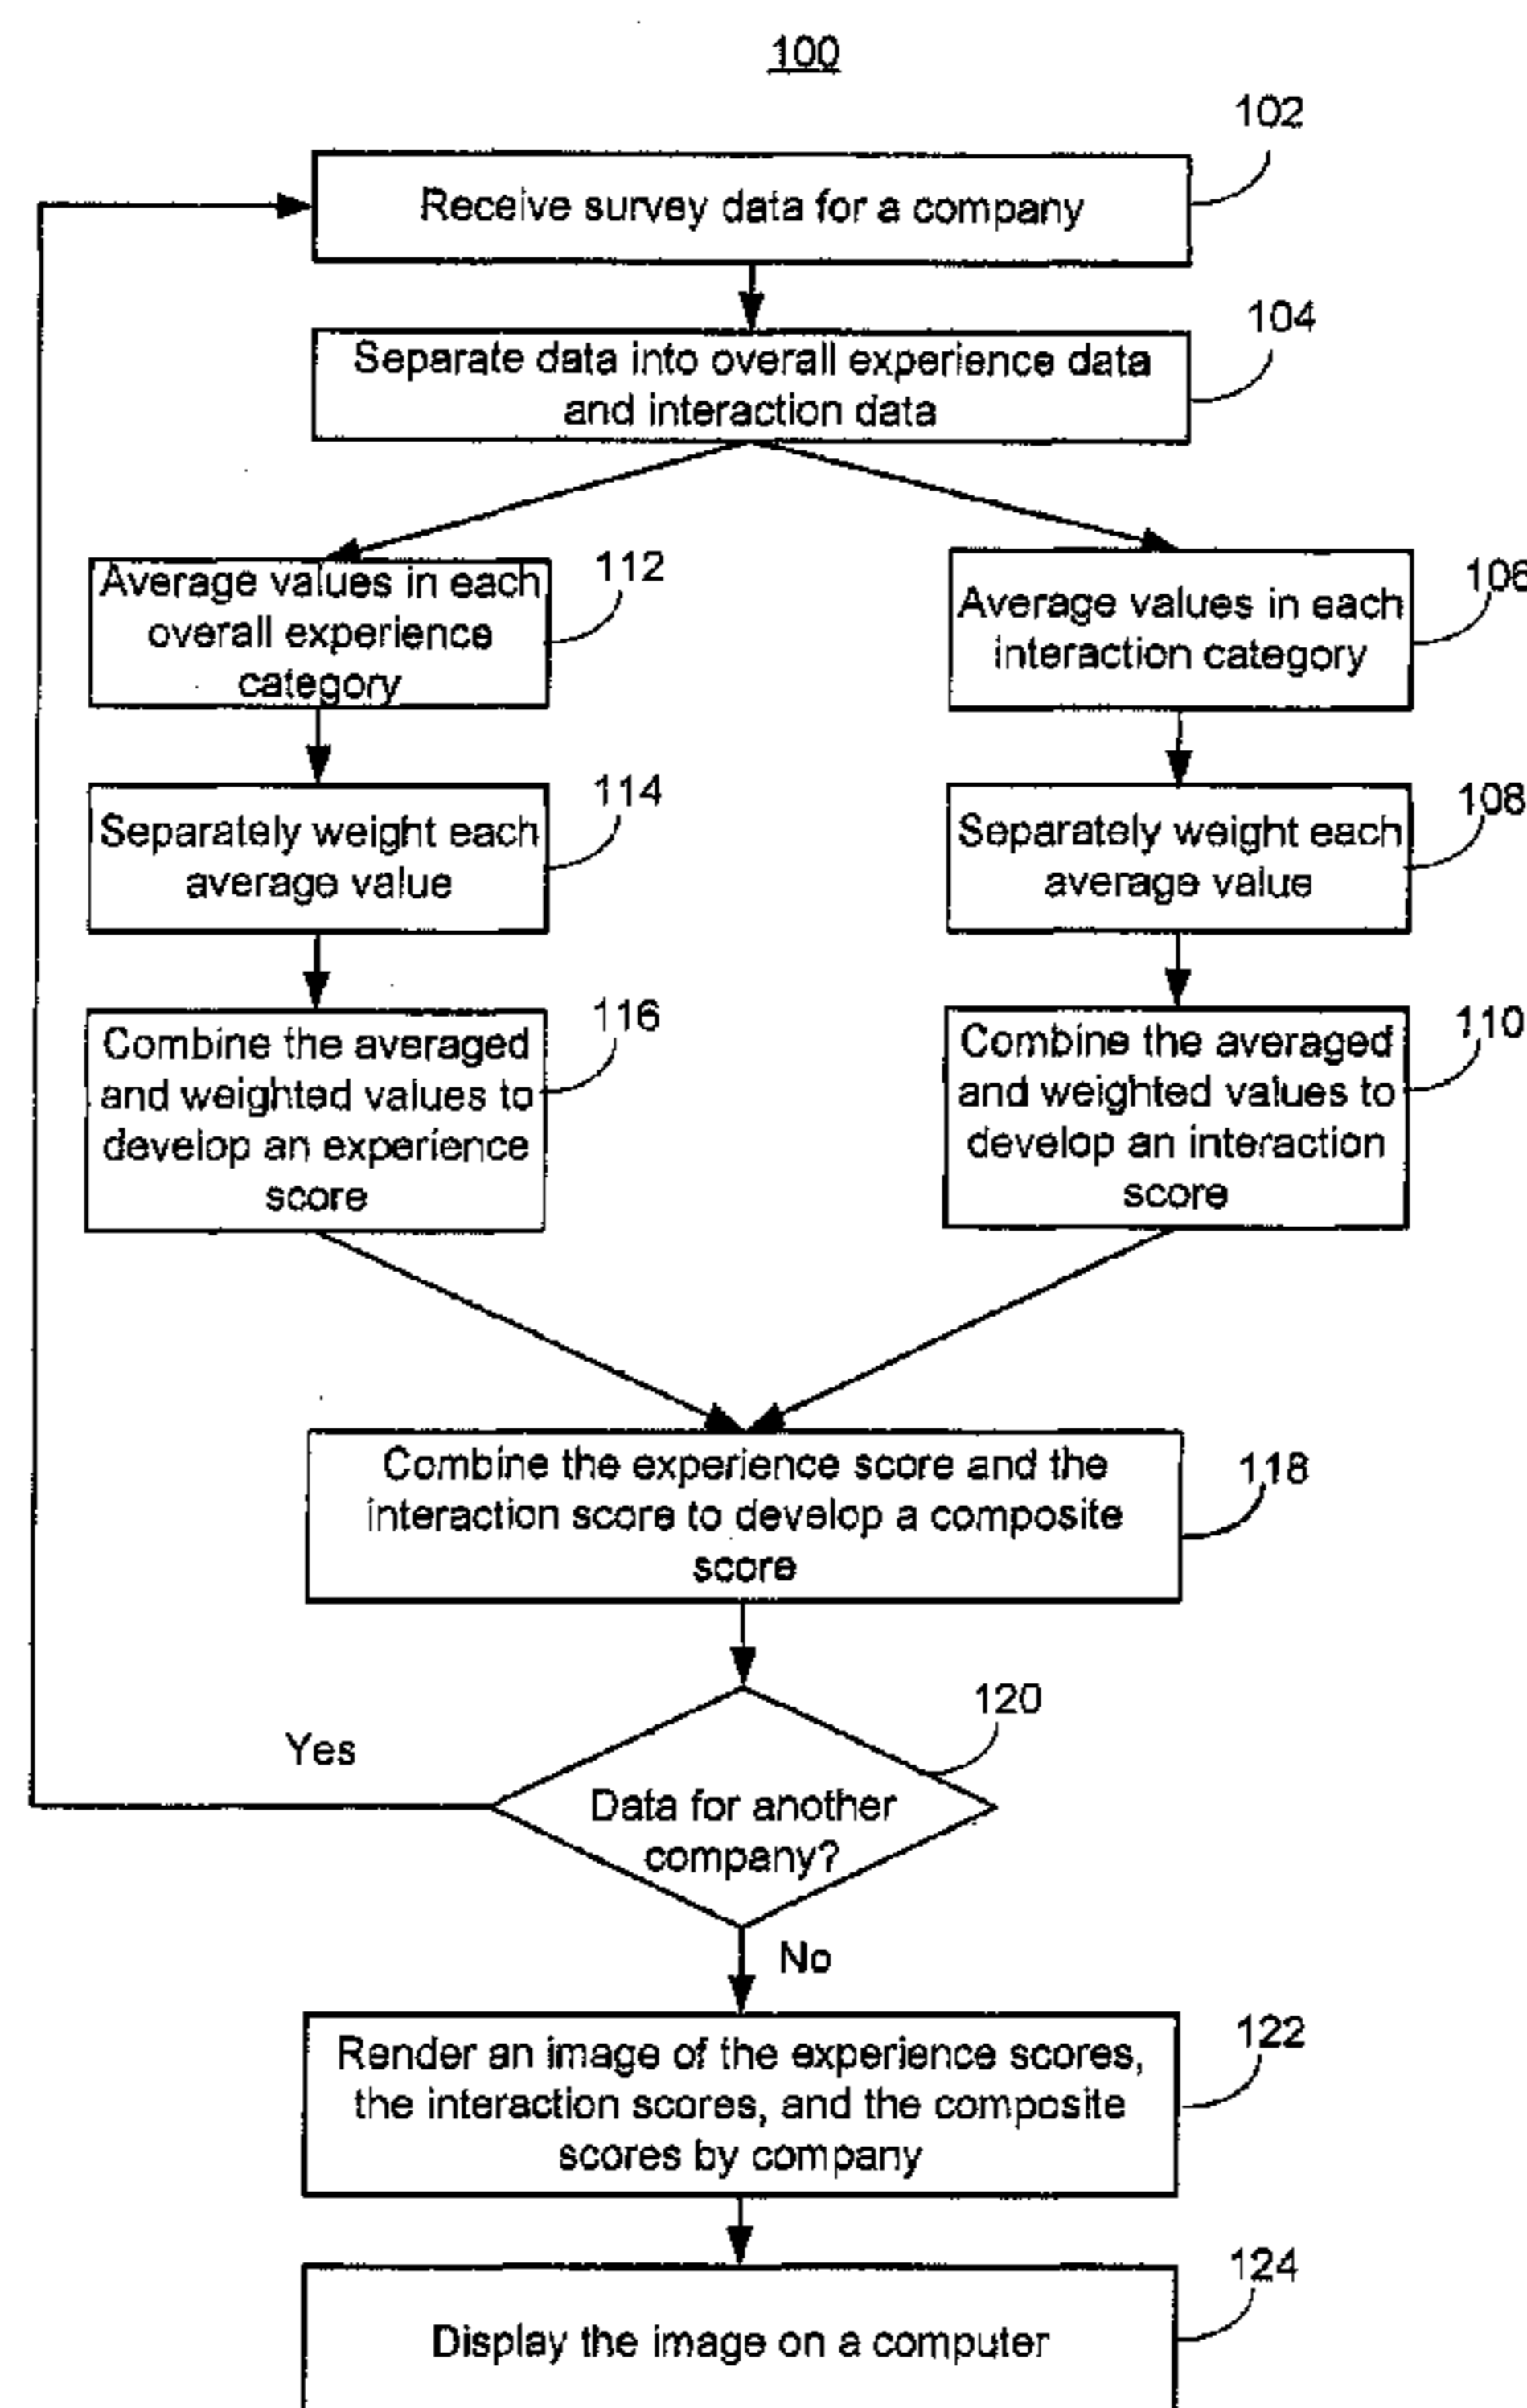 100
102
Receive survey data for a company
104
Separate data into overall experience data
and interaction data
112
Average values in each
overall experience
category
106
Average values in each
interaction category
114
Separately weight each
average value
108
Separately weight each
average value
116
Combine the averaged
and weighted values to
develop an experience
score
110
Combine the averaged
and weighted values to
develop an interaction
score
118
Combine the experience score and the
interaction score to develop a composite
score
120
Yes
Data for another
company?
No
122
Render an image of the experience scores,
the interaction scores, and the composite
scores by company
124
Display the image on a computer